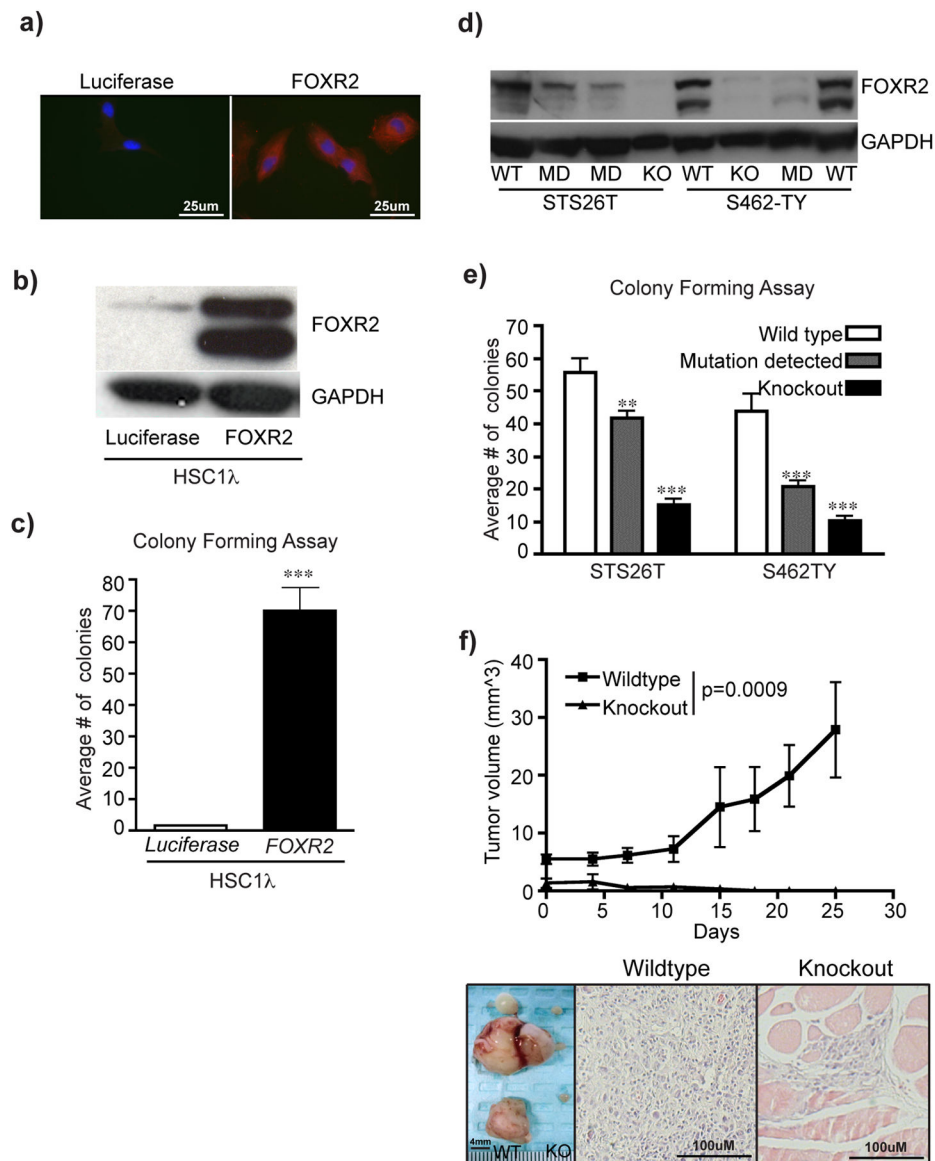 a)
Luciferase
FOXR2
25um
25um
b)
FOXR2
GAPDH
Luciferase FOXR2
HSC1λ
c)
Colony Forming Assay
Average # of colonies
80
70
60
50
40
30
20
10
0
***
Luciferase FOXR2
HSC1λ
d)
FOXR2
GAPDH
WT MD MD KO WT KO MD WT
STS26T S462-TY
e)
Colony Forming Assay
Average # of colonies
70
60
50
40
30
20
10
0
Wild type
Mutation detected
Knockout
**
***
***
***
STS26T S462TY
f)
Tumor volume (mm^3)
40
30
20
10
0
Wildtype
Knockout
p=0.0009
0 5 10 15 20 25 30
Days
Wildtype Knockout
4mm
WT KO
100uM
100uM